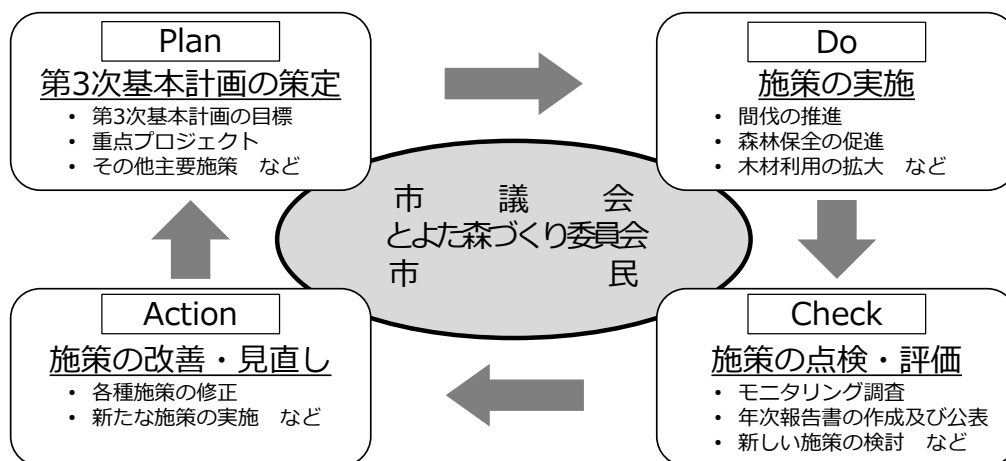 Plan
第3次基本計画の策定
• 第3次基本計画の目標
• 重点プロジェクト
• その他主要施策　など
Do
施策の実施
• 間伐の推進
• 森林保全の促進
• 木材利用の拡大　など
市　議　会
とよた森づくり委員会
市　民
Action
施策の改善・見直し
• 各種施策の修正
• 新たな施策の実施　など
Check
施策の点検・評価
• モニタリング調査
• 年次報告書の作成及び公表
• 新しい施策の検討　など